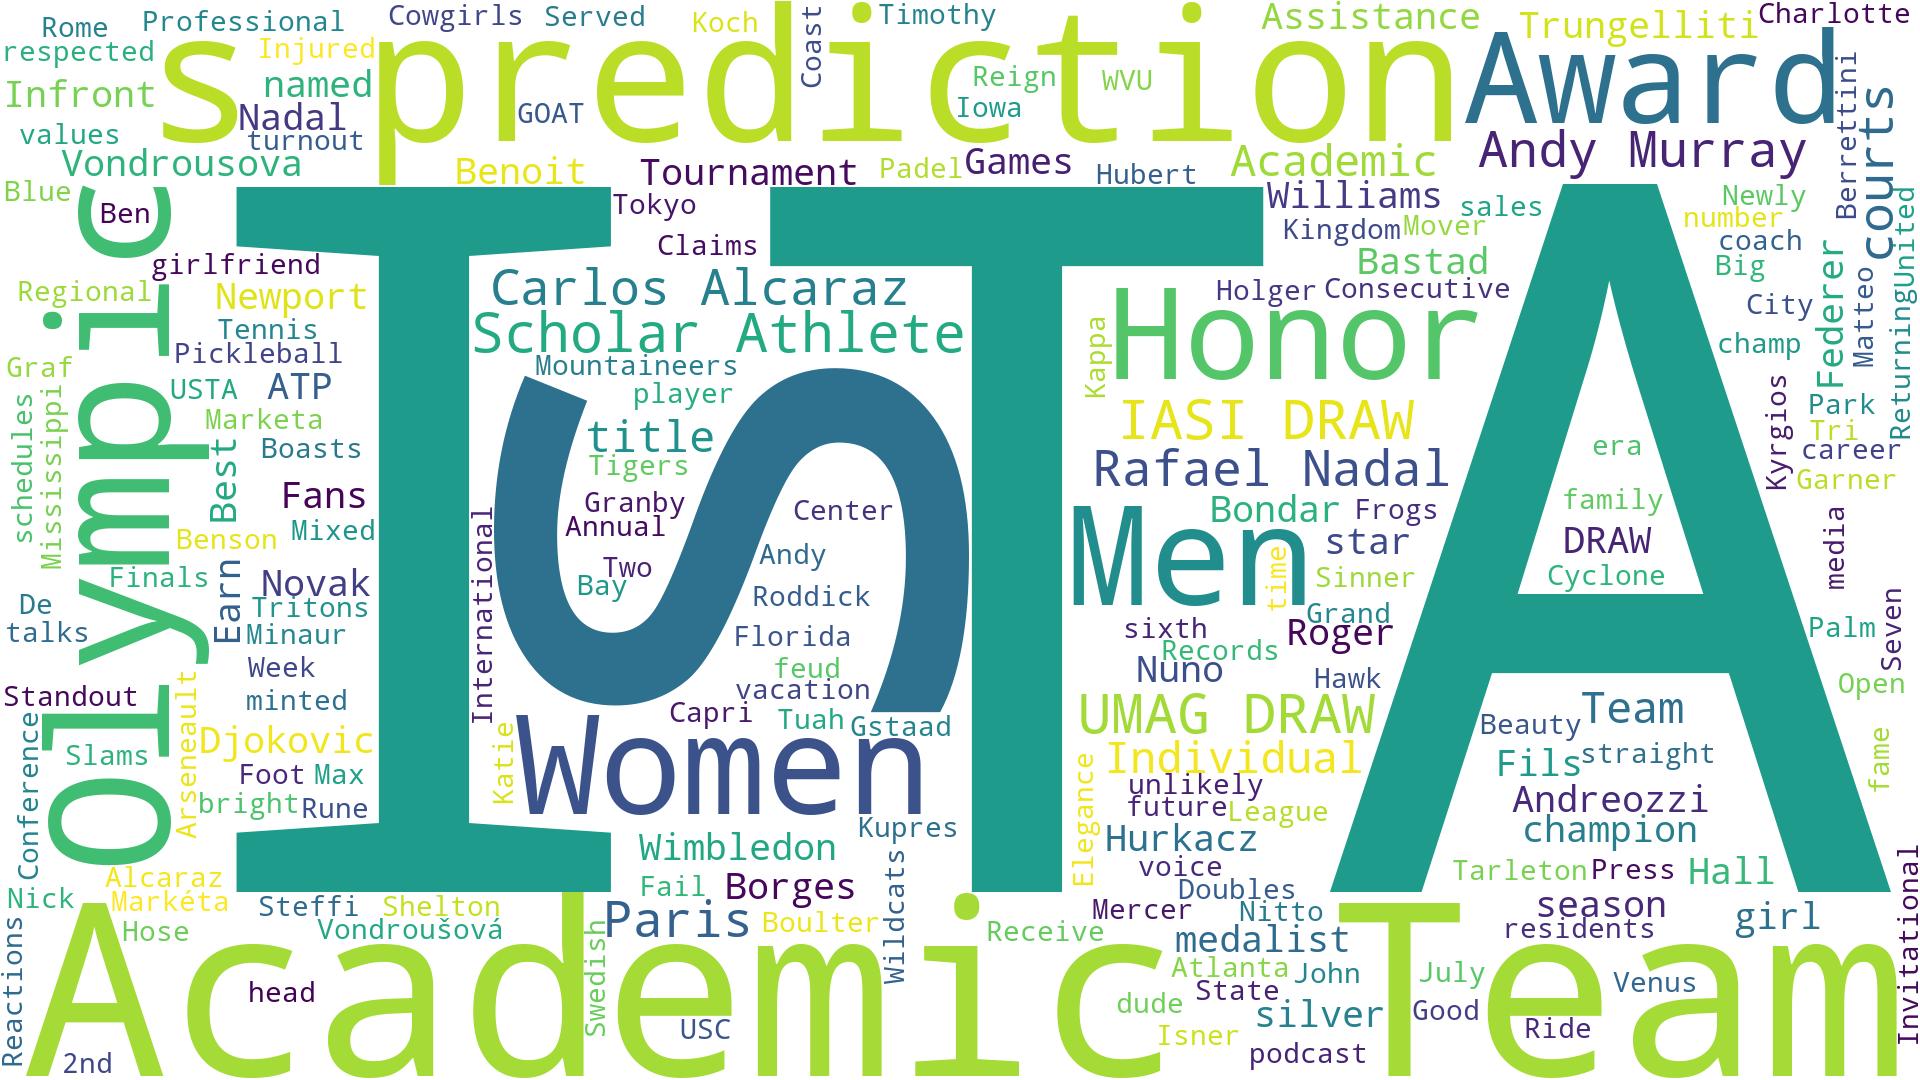 Rome
Professional
Cowgirls
Served
Koch
Coast
Timothy
Assistance
Trungelliti
Charlotte
respected
Injured
s prediction
Award
Infront
named
Nadal
GOAT
Reign
WVU
Iowa
values
turnout
Berrettini
courts
Vondrousova
Benoit
Tournament
Padel
Games
Hubert
Academic
Andy Murray
Blue
Ben
Olympic
ITA
s
Tokyo
Williams
sales
Newly
number
Claims
Kingdom
Mover
coach
United
girlfriend
Bastad
Big
Federer
Regional
Newport
Carlos Alcaraz
Holger
Consecutive
City
Matteo
Tennis
Scholar Athlete
Honor
Kappa
champ
Returning
Pickleball
Mountaineers
Graf
USTA
ATP
player
Park
Kyrgios
schedules
Mississippi
Marketa
title
IASI DRAW
Tri
Best
Boasts
Tigers
Rafael Nadal
era
career
Garner
Fans
Granby
Center
Bondar
Frogs
family
Mixed
Annual
Men
star
DRAW
media
Benson
International
Andy
time
Finals
Novak
Two
Bay
Sinner
Cyclone
De
talks
Earn
Tritons
Roddick
Grand
Minaur
Florida
sixth
Roger
Palm
Seven
Week
feud
Records
Nuno
Hawk
Standout
minted
vacation
Open
Arseneault
Capri
Tuah
Gstaad
UMAG DRAW
Beauty
Team
Conference
Slams
Djokovic
Katie
Women
Individual
Fils
straight
fame
Foot
Max
Elegance
unlikely
bright
Rune
future
League
Andreozzi
Kupres
Hurkacz
champion
Wimbledon
voice
Tarleton
Press
Hall
Alcaraz
Fail
Borges
Wildcats
Doubles
Nick
Markéta
Steffi
Shelton
Mercer
Nitto
season
girl
Invitational
Hose
Vondroušová
Paris
Boulter
Receive
medalist
residents
Reactions
Academic Team
Swedish
Atlanta
John
July
Venus
head
State
dude
silver
Good
USC
Isner
Ride
2nd
podcast